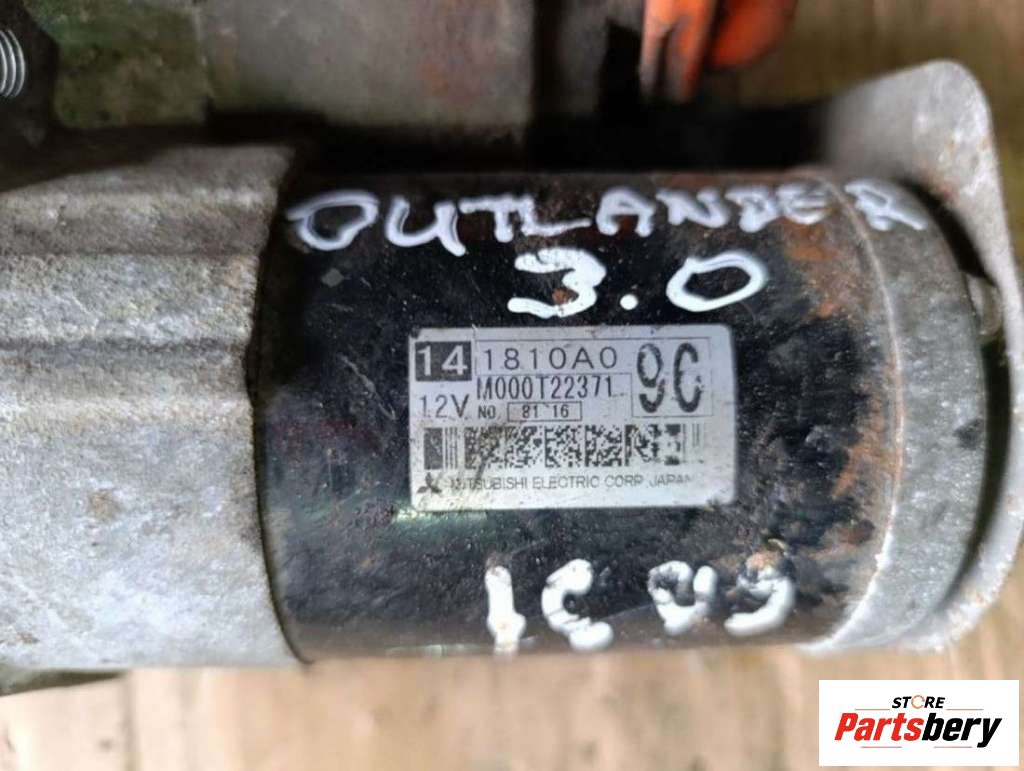 OUTLANDER
3.0
14 1810A0 9C
M000T22371
12V NO. 81 16
MITSUBISHI ELECTRIC CORP. JAPAN
STORE
Partsbery